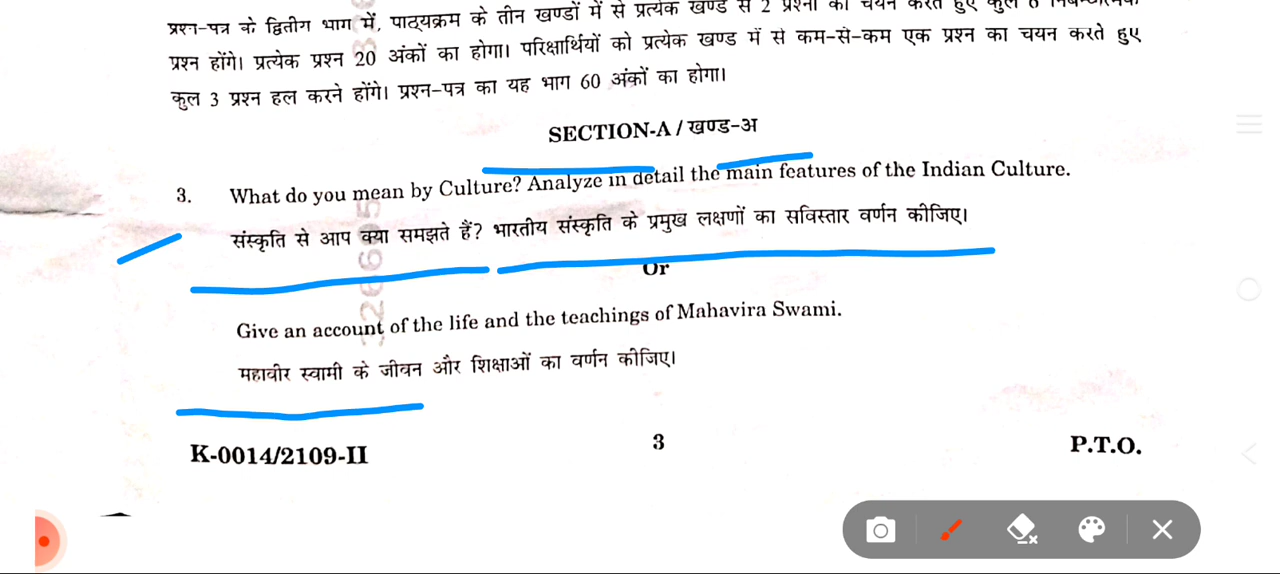 प्रश्न-पत्र के द्वितीय भाग में, पाठ्यक्रम के तीन खण्डों में से प्रत्येक खण्ड से 2 प्रश्नों का चयन करते हुए कुल 6
प्रश्न होंगे। प्रत्येक प्रश्न 20 अंकों का होगा। परिक्षार्थियों को प्रत्येक खण्ड में से कम-से-कम एक प्रश्न का चयन करते हुए
कुल 3 प्रश्न हल करने होंगे। प्रश्न-पत्र का यह भाग 60 अंकों का होगा।
SECTION-A / खण्ड-अ
3. What do you mean by Culture? Analyze in detail the main features of the Indian Culture.
संस्कृति से आप क्या समझते हैं? भारतीय संस्कृति के प्रमुख लक्षणों का सविस्तार वर्णन कीजिए।
Or
Give an account of the life and the teachings of Mahavira Swami.
महावीर स्वामी के जीवन और शिक्षाओं का वर्णन कीजिए।
K-0014/2109-II 3 P.T.O.